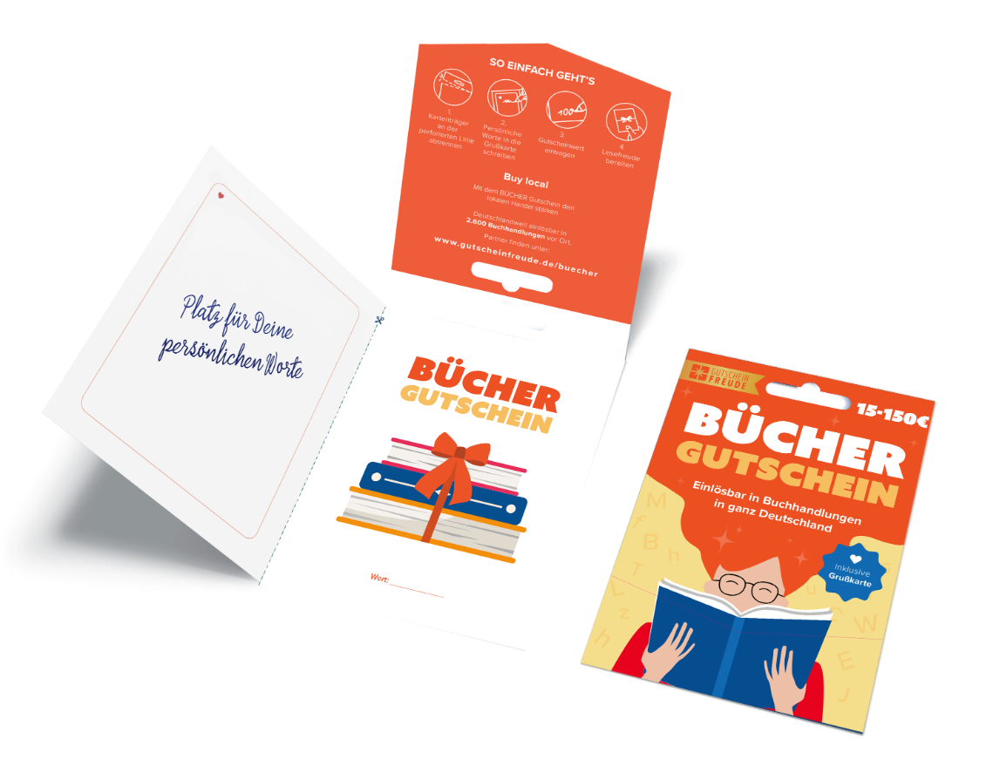 SO EINFACH GEHT'S
1.
Kartenträger
an der
perforierten Linie
abtrennen
2.
Persönliche
Worte in die
Grußkarte
schreiben
100
3.
Gutscheinwert
eintragen
4.
Lesefreude
bereiten
Buy local
Mit dem BÜCHER Gutschein den
lokalen Handel stärken
Deutschlandweit einlösbar in
2.600 Buchhandlungen vor Ort.
Partner finden unter:
www.gutscheinfreude.de/buecher
Platz für Deine
persönlichen Worte
BÜCHER
GUTSCHEIN
Wert:
GUTSCHEIN
FREUDE
15-150€
BÜCHER
GUTSCHEIN
Einlösbar in Buchhandlungen
in ganz Deutschland
inklusive
Grußkarte
M
f
B
h
T
L
z
h
u
W
E
J